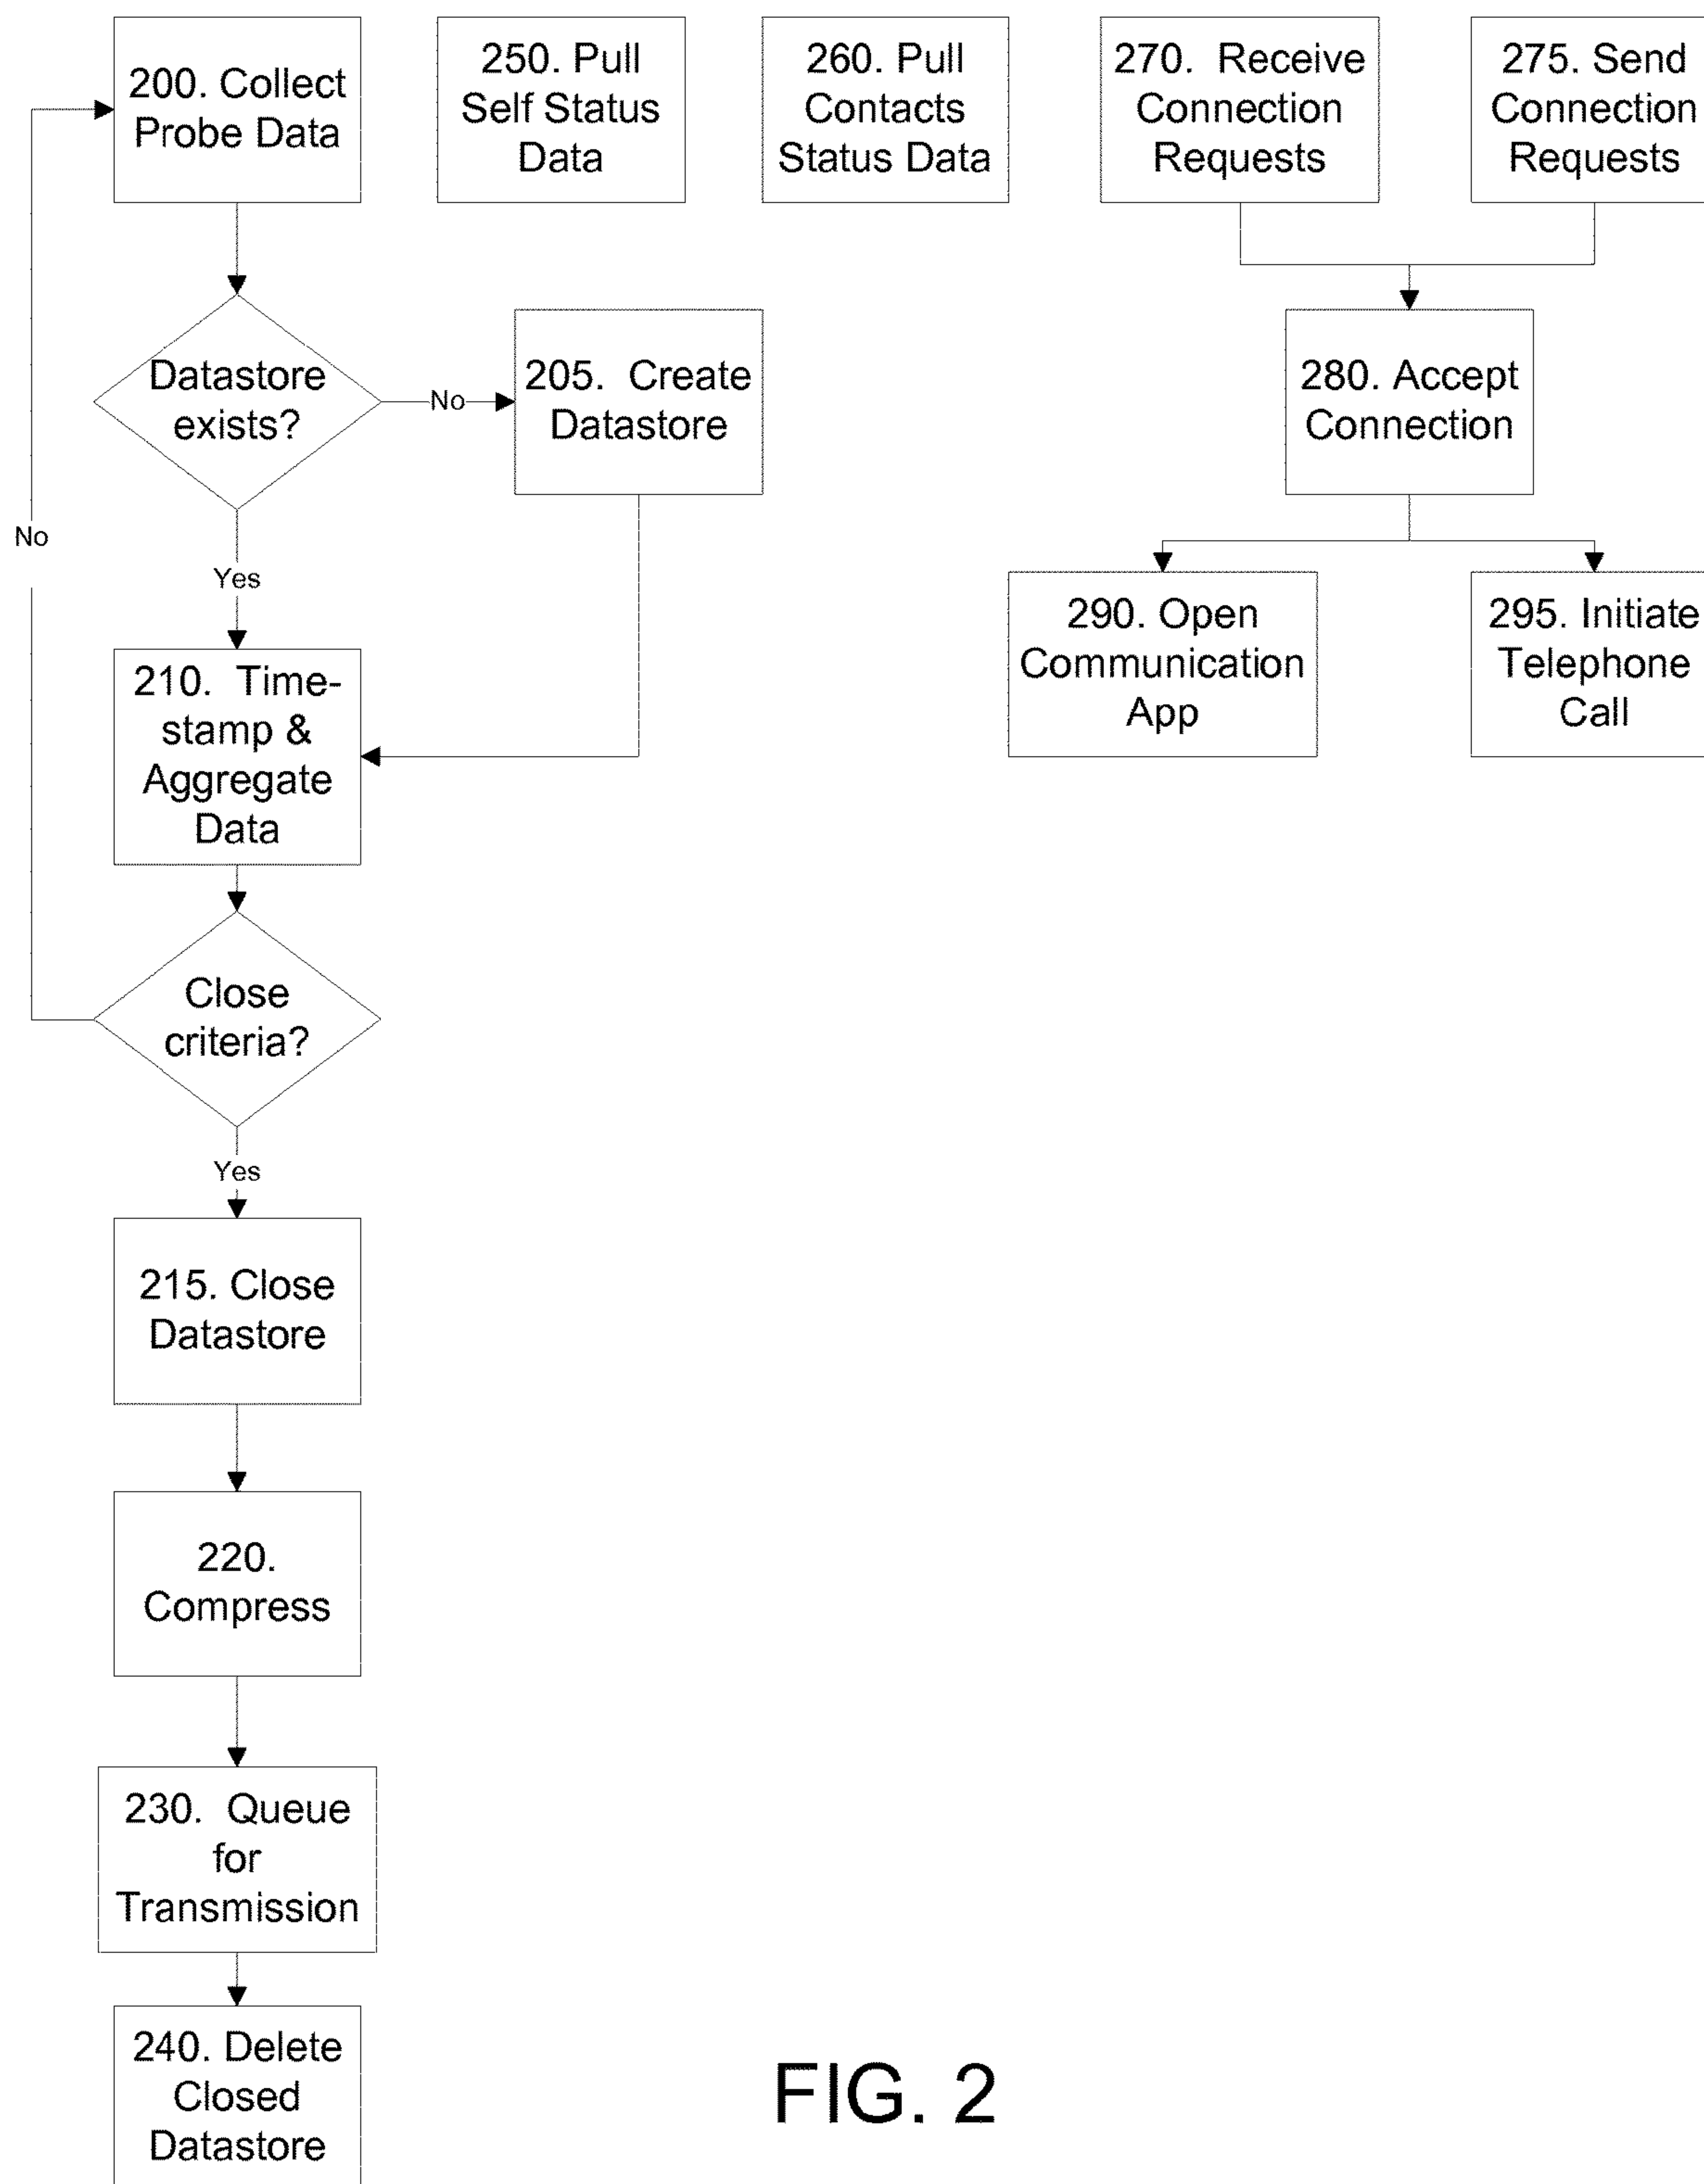 200. Collect
Probe Data
250. Pull
Self Status
Data
260. Pull
Contacts
Status Data
270. Receive
Connection
Requests
275. Send
Connection
Requests
Datastore
exists?
No
205. Create
Datastore
280. Accept
Connection
No
Yes
290. Open
Communication
App
295. Initiate
Telephone
Call
210. Time-
stamp &
Aggregate
Data
Close
criteria?
Yes
215. Close
Datastore
220.
Compress
230. Queue
for
Transmission
240. Delete
Closed
Datastore
FIG. 2